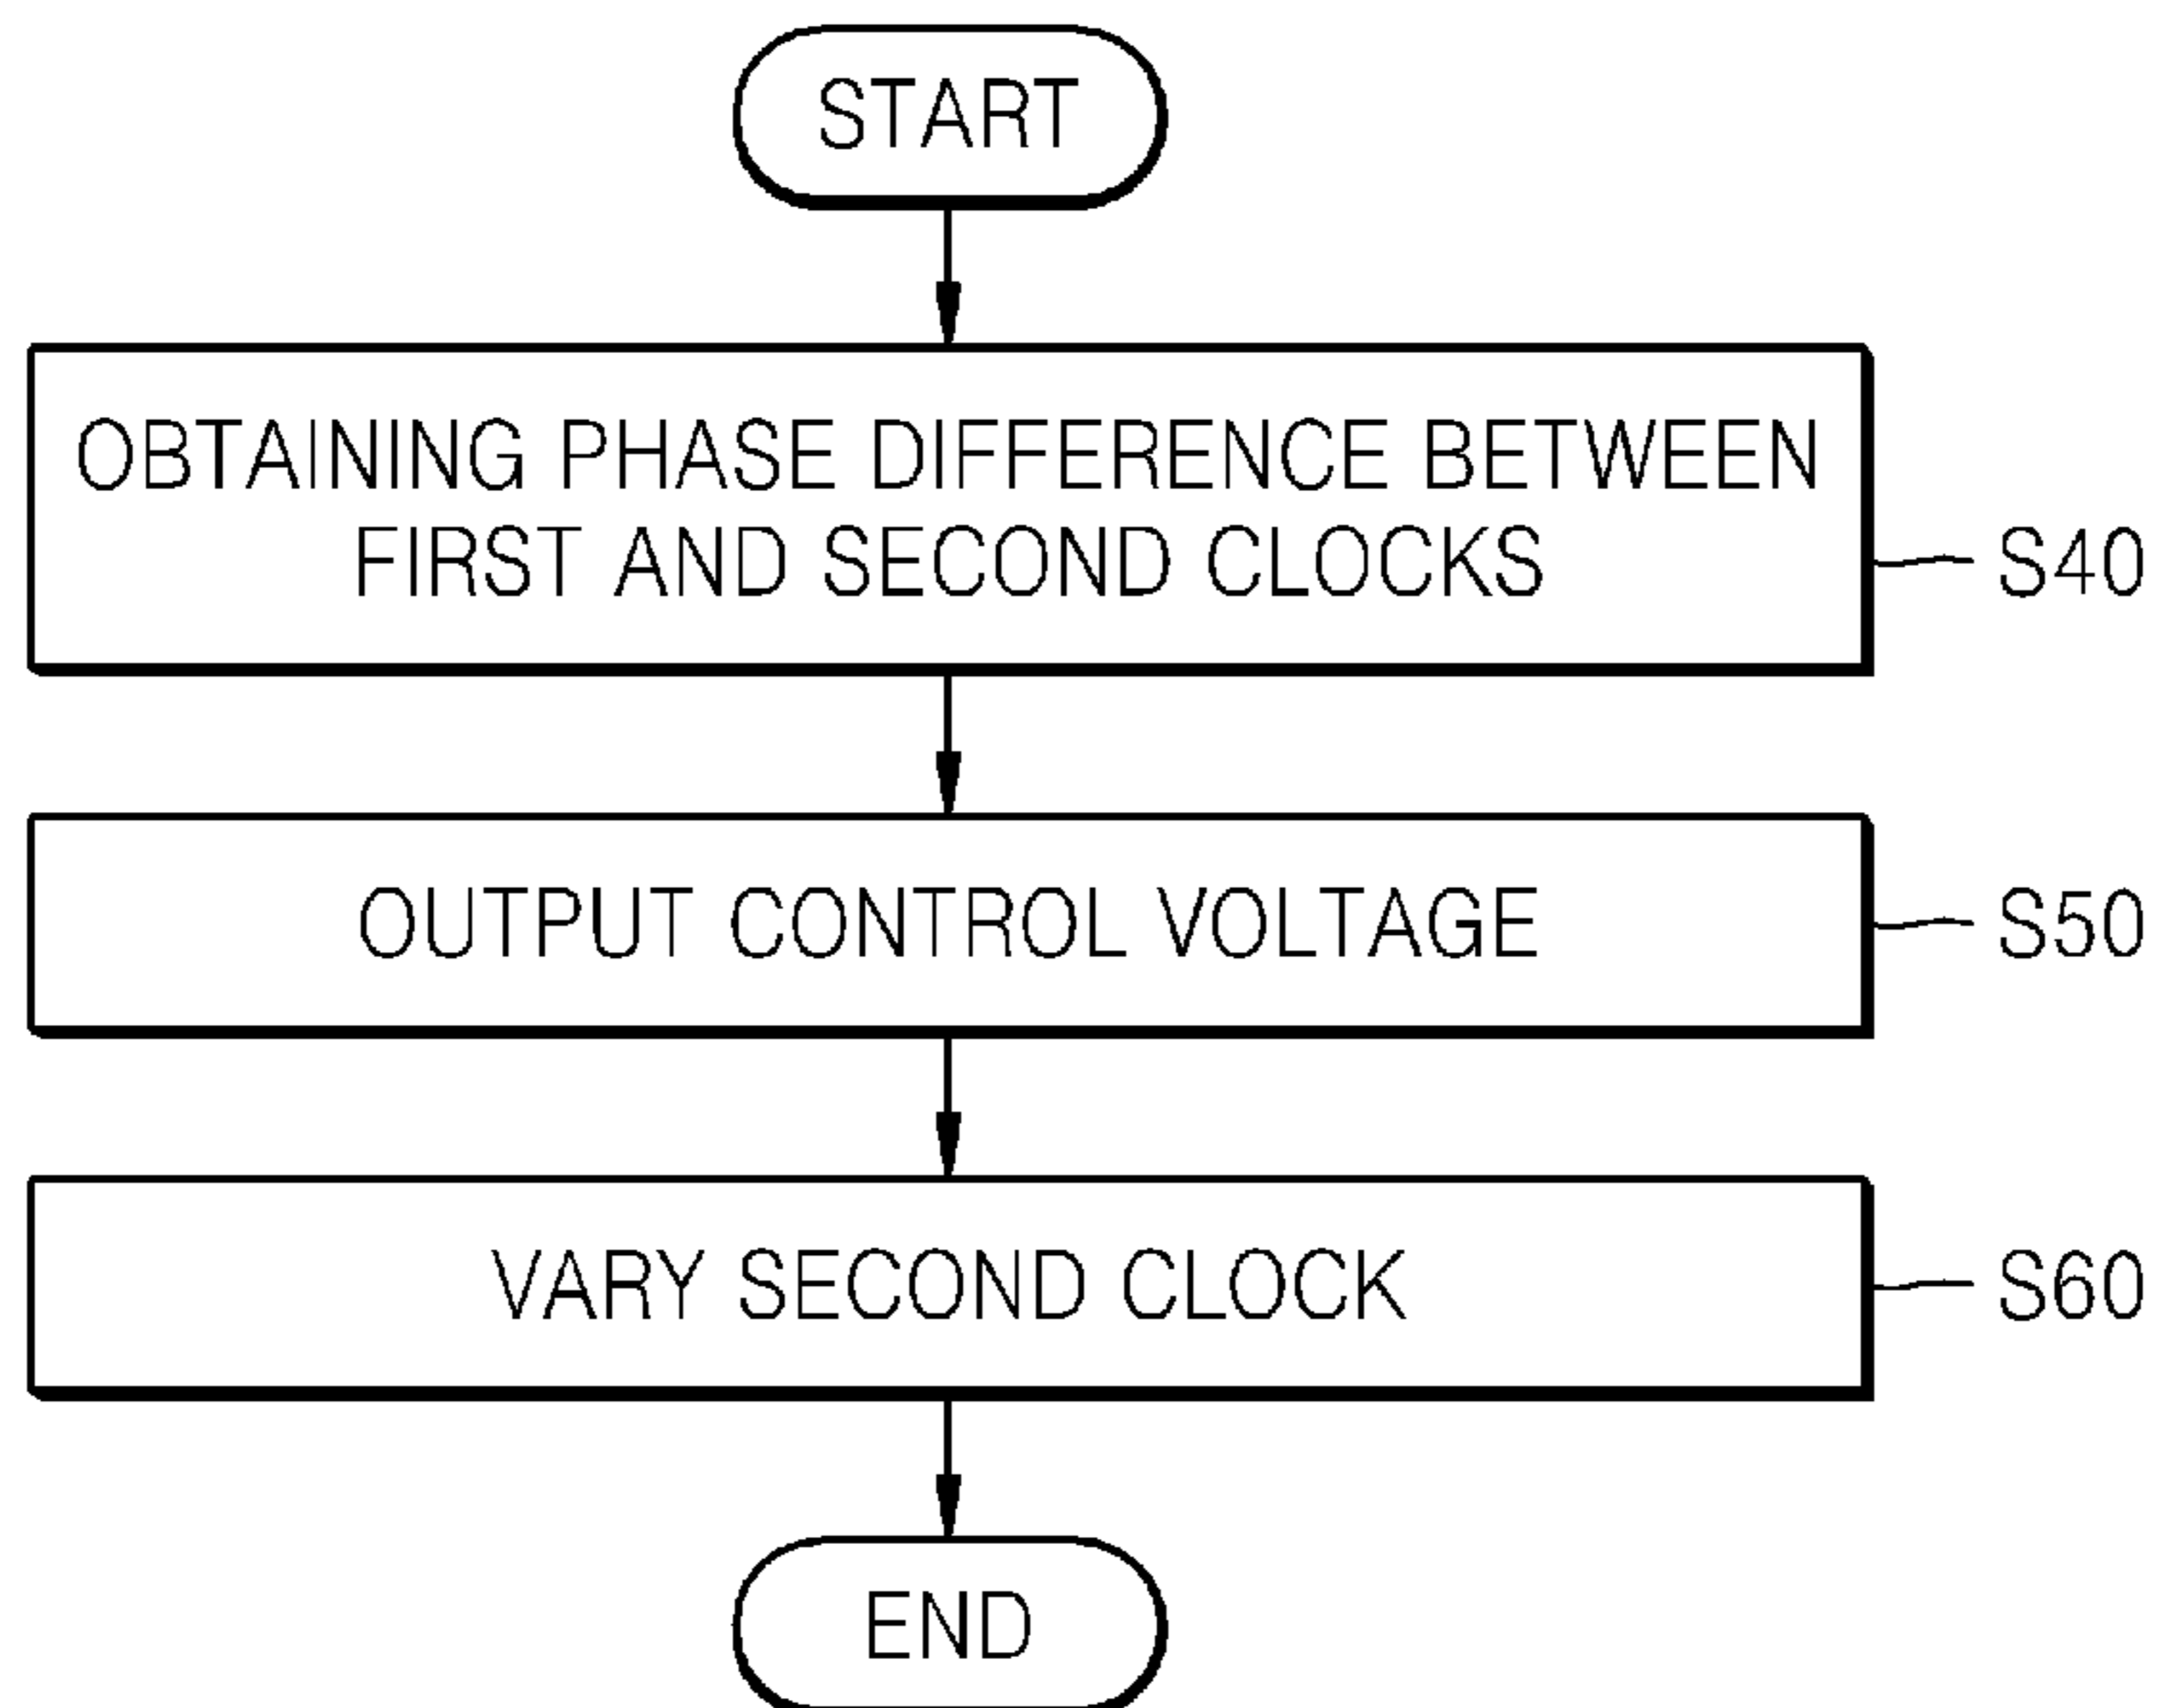 START
OBTAINING PHASE DIFFERENCE BETWEEN
FIRST AND SECOND CLOCKS
S40
OUTPUT CONTROL VOLTAGE
S50
VARY SECOND CLOCK
S60
END